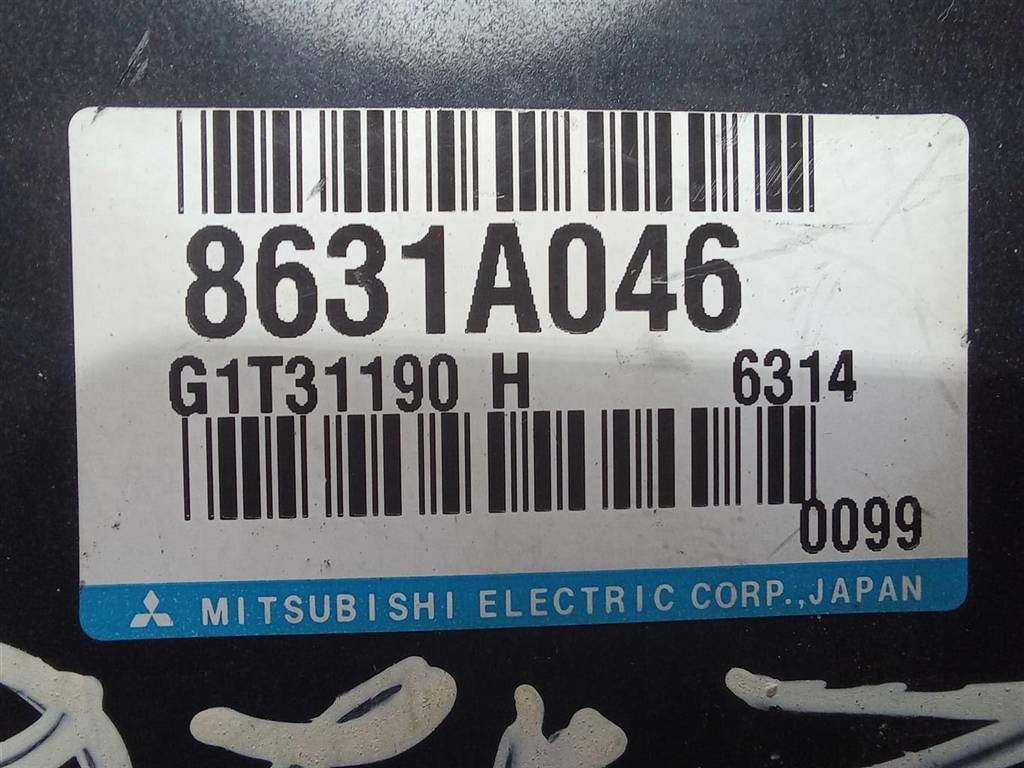 8631A046
G1T31190 H 6314
0099
MITSUBISHI ELECTRIC CORP.,JAPAN